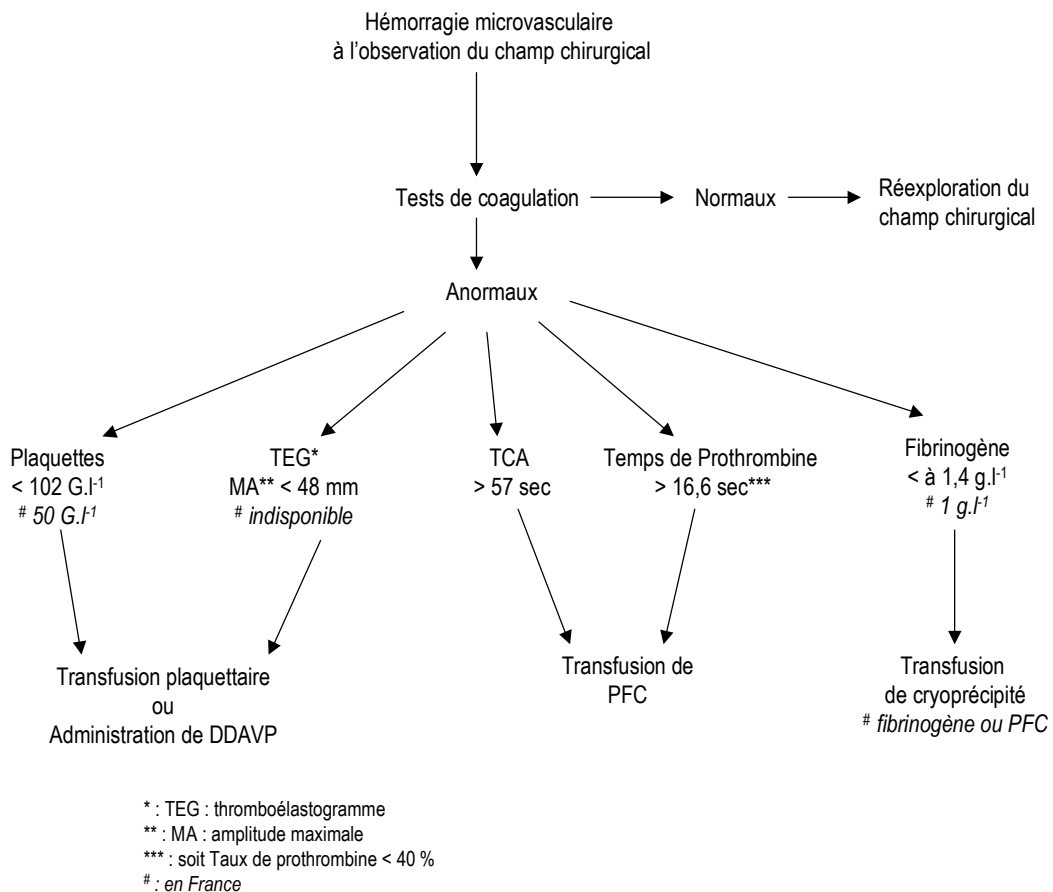 Hémorragie microvasculaire
à l'observation du champ chirurgical
Tests de coagulation
Normaux
Réexploration du
champ chirurgical
Anormaux
Plaquettes
< 102 G.l-1
# 50 G.l-1
TEG*
MA** < 48 mm
# indisponible
TCA
> 57 sec
Temps de Prothrombine
> 16,6 sec***
Fibrinogène
< à 1,4 g.l-1
# 1 g.l-1
Transfusion plaquettaire
ou
Administration de DDAVP
Transfusion de
PFC
Transfusion
de cryoprécipité
# fibrinogène ou PFC
* : TEG : thromboélastogramme
** : MA : amplitude maximale
*** : soit Taux de prothrombine < 40 %
# : en France